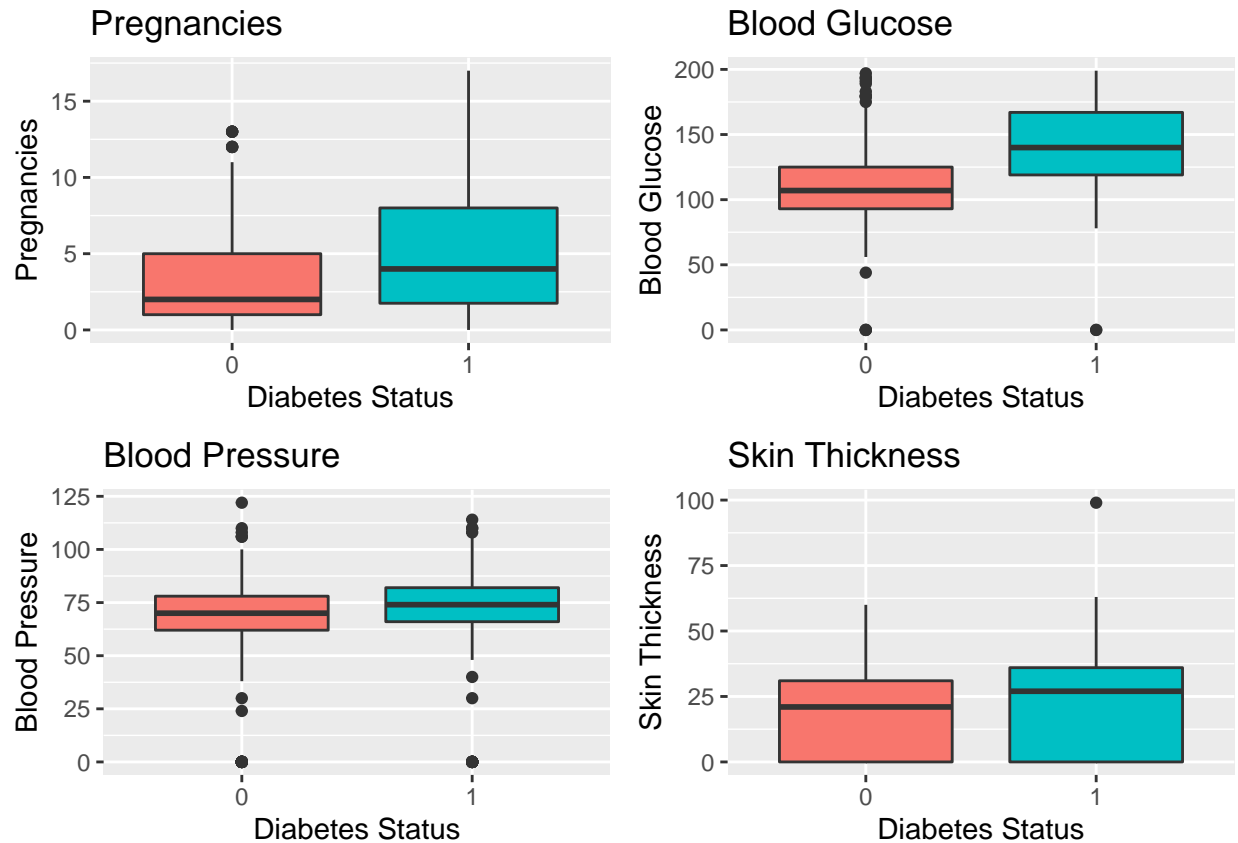 Pregnancies
15
10
5
0
Pregnancies
0 1
Diabetes Status
Blood Glucose
200
150
100
50
0
Blood Glucose
0 1
Diabetes Status
Blood Pressure
125
100
75
50
25
0
Blood Pressure
0 1
Diabetes Status
Skin Thickness
100
75
50
25
0
Skin Thickness
0 1
Diabetes Status